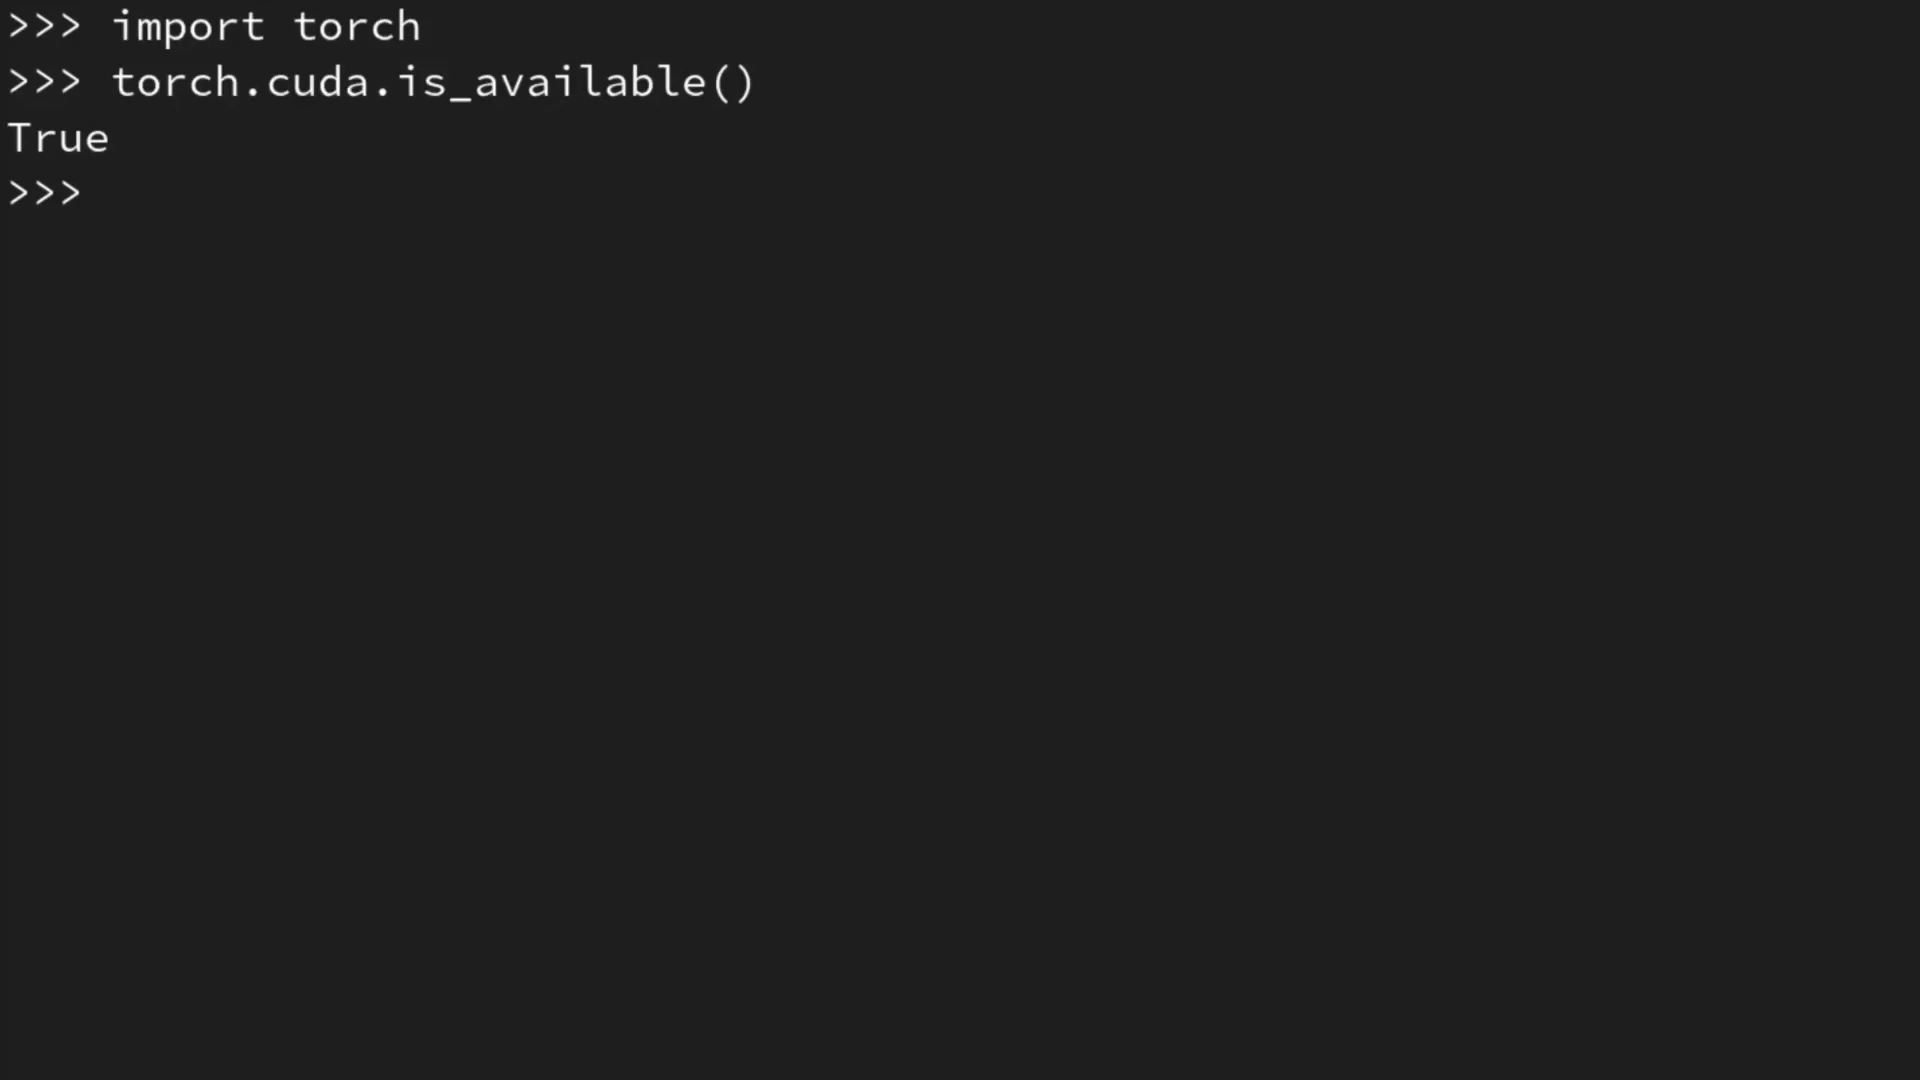 >>> import torch
>>> torch.cuda.is_available()
True
>>>